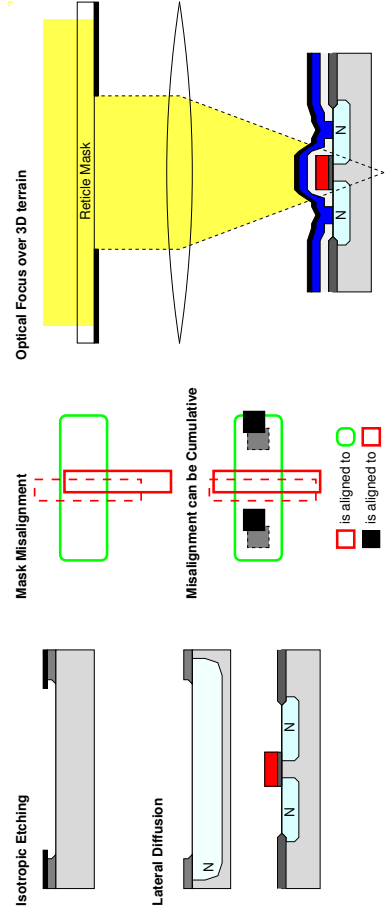 Isotropic Etching
Lateral Diffusion
N
N N
Mask Misalignment
Misalignment can be Cumulative
is aligned to
is aligned to
Optical Focus over 3D terrain
Reticle Mask
N N